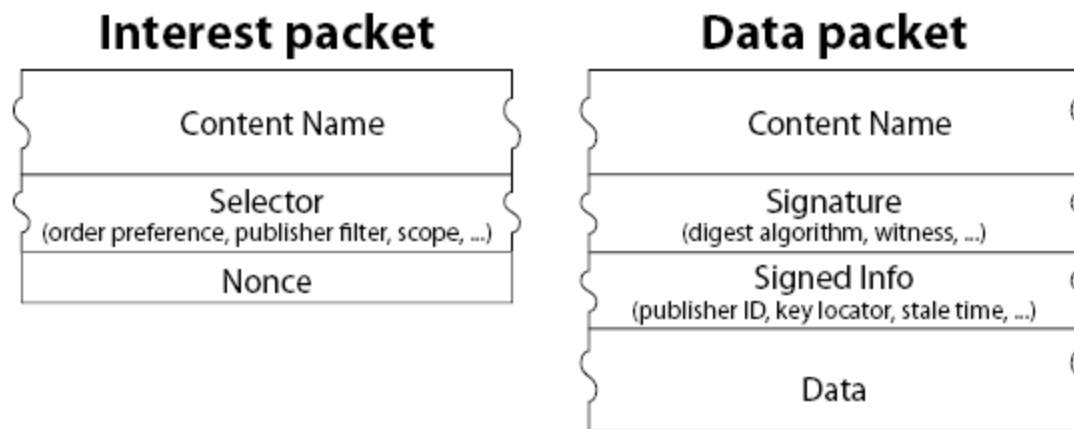 Interest packet
Content Name
Selector
(order preference, publisher filter, scope, ...)
Nonce
Data packet
Content Name
Signature
(digest algorithm, witness, ...)
Signed Info
(publisher ID, key locator, stale time, ...)
Data